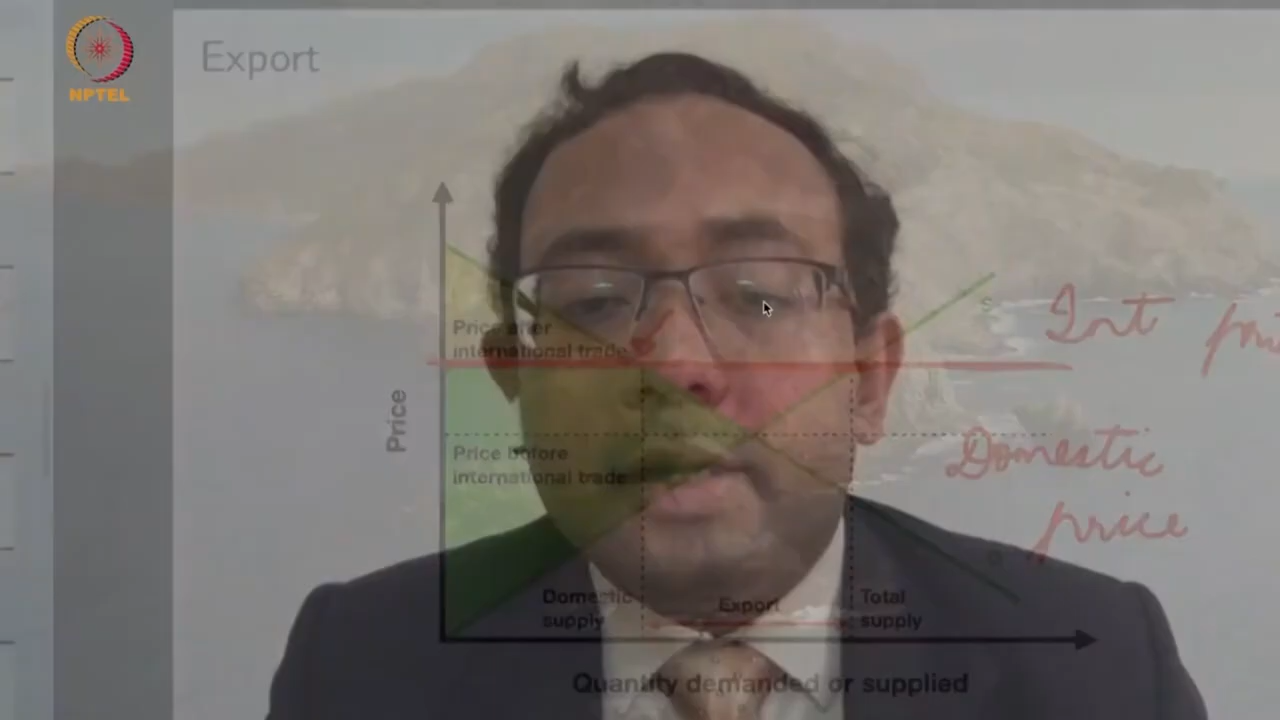 NPTEL
Export
Price after
international trade
Int
Price
Price before
international trade
Domestic
price
Domestic
supply
Export
Total
supply
Quantity demanded or supplied
S